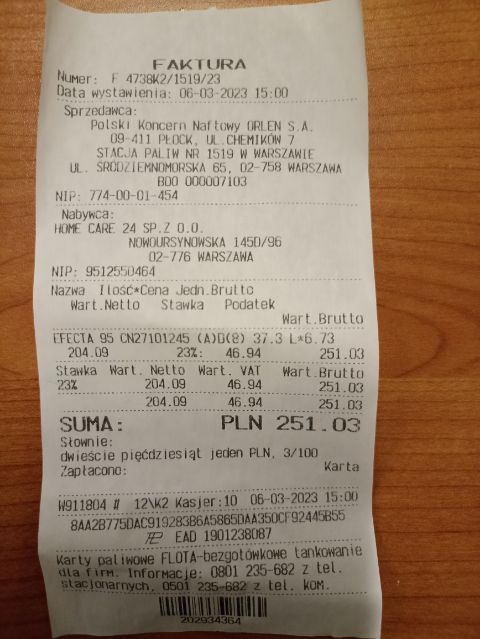 FAKTURA
Numer: F 4738K2/1519/23
Data wystawienia: 06-03-2023 15:00
Sprzedawca:
Polski Koncern Naftowy ORLEN S.A.
09-411 PŁOCK, UL.CHEMIKÓW 7
STACJA PALIW NR 1519 W WARSZAWIE
UL. ŚRÓDZIEMNOMORSKA 65, 02-758 WARSZAWA
BDO 000007103
NIP: 774-00-01-454
Nabywca:
HOME CARE 24 SP.Z O.O.
NOWOURSYNOWSKA 145D/96
02-776 WARSZAWA
NIP: 9512550464
Nazwa Ilość*Cena Jedn.Brutto
Wart.Netto Stawka Podatek
Wart.Brutto
EFECTA 95 CN27101245 (A)D(8) 37.3 L*6.73
204.09 23%: 46.94 251.03
Stawka Wart. Netto Wart. VAT Wart.Brutto
23% 204.09 46.94 251.03
204.09 46.94 251.03
SUMA: PLN 251.03
Słownie:
dwieście pięćdziesiąt jeden PLN, 3/100
Zapłacono: Karta
W911804 # 12\K2 Kasjer:10 06-03-2023 15:00
8AA2B775DAC919283B6A5865DAA350CF92445B55
EAD 1901238087
Karty paliwowe FLOTA-bezgotówkowe tankowanie
dla firm. Informacje: 0801 235-682 z tel.
stacjonarnych, 0501 235-682 z tel. kom.
202934364